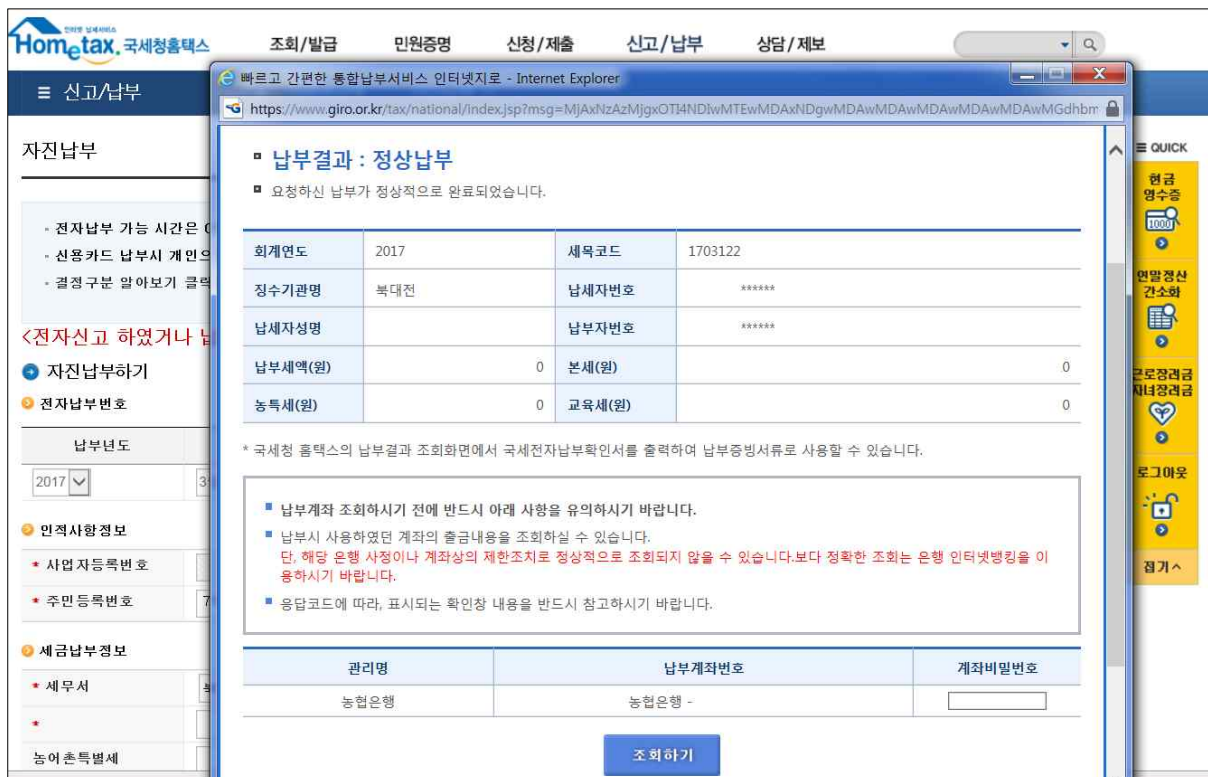 인터넷 납세서비스
Hometax. 국세청홈택스
조회/발급 민원증명 신청/제출 신고/납부 상담/제보
≡ 신고/납부
빠르고 간편한 통합납부서비스 인터넷지로 - Internet Explorer
자진납부
- 전자납부 가능 시간은
- 신용카드 납부시 개인으
- 결정구분 알아보기 클릭
<전자신고 하였거나 납
자진납부하기
전자납부번호
납부년도
2017
인적사항정보
* 사업자등록번호
* 주민등록번호
7
세금납부정보
* 세무서
*
농어촌특별세
납부결과 : 정상납부
요청하신 납부가 정상적으로 완료되었습니다.
회계연도 2017 세목코드 1703122
징수기관명 북대전 납세자번호 ******
납세자성명 납부자번호 ******
납부세액(원) 0 본세(원) 0
농특세(원) 0 교육세(원) 0
* 국세청 홈택스의 납부결과 조회화면에서 국세전자납부확인서를 출력하여 납부증빙서류로 사용할 수 있습니다.
납부계좌 조회하시기 전에 반드시 아래 사항을 유의하시기 바랍니다.
납부시 사용하였던 계좌의 출금내용을 조회하실 수 있습니다.
단, 해당 은행 사정이나 계좌상의 제한조치로 정상적으로 조회되지 않을 수 있습니다.보다 정확한 조회는 은행 인터넷뱅킹을 이
용하시기 바랍니다.
응답코드에 따라, 표시되는 확인창 내용을 반드시 참고하시기 바랍니다.
관리명 납부계좌번호 계좌비밀번호
농협은행 농협은행 -
조회하기
≡ QUICK
현금
영수증
1000
연말정산
간소화
근로장려금
자녀장려금
로그아웃
접기 ^